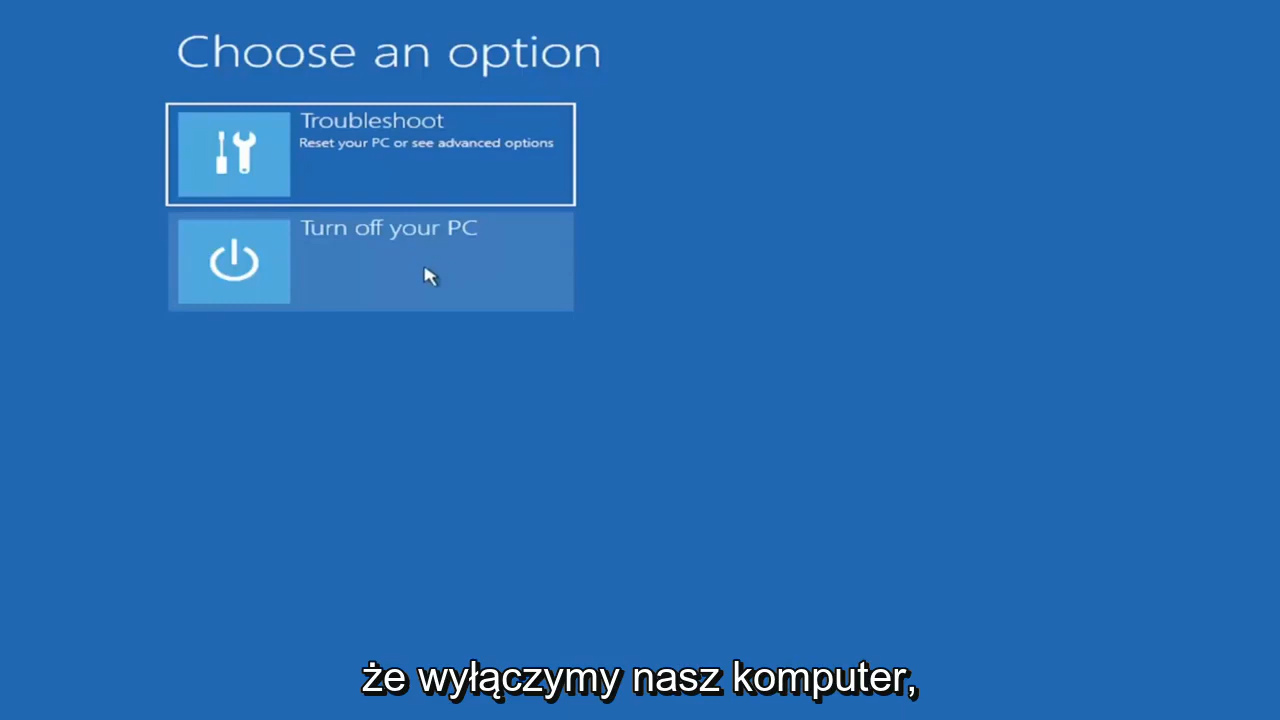 Choose an option
Troubleshoot
Reset your PC or see advanced options
Turn off your PC
że wyłączymy nasz komputer,